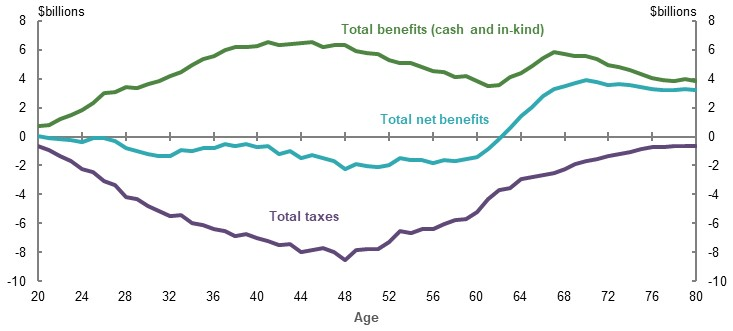 $billions $billions
8 8
Total benefits (cash and in-kind)
6 6
4 4
2 2
Total net benefits
0 0
-2 -2
-4 -4
Total taxes
-6 -6
-8 -8
-10 -10
20 24 28 32 36 40 44 48 52 56 60 64 68 72 76 80
Age